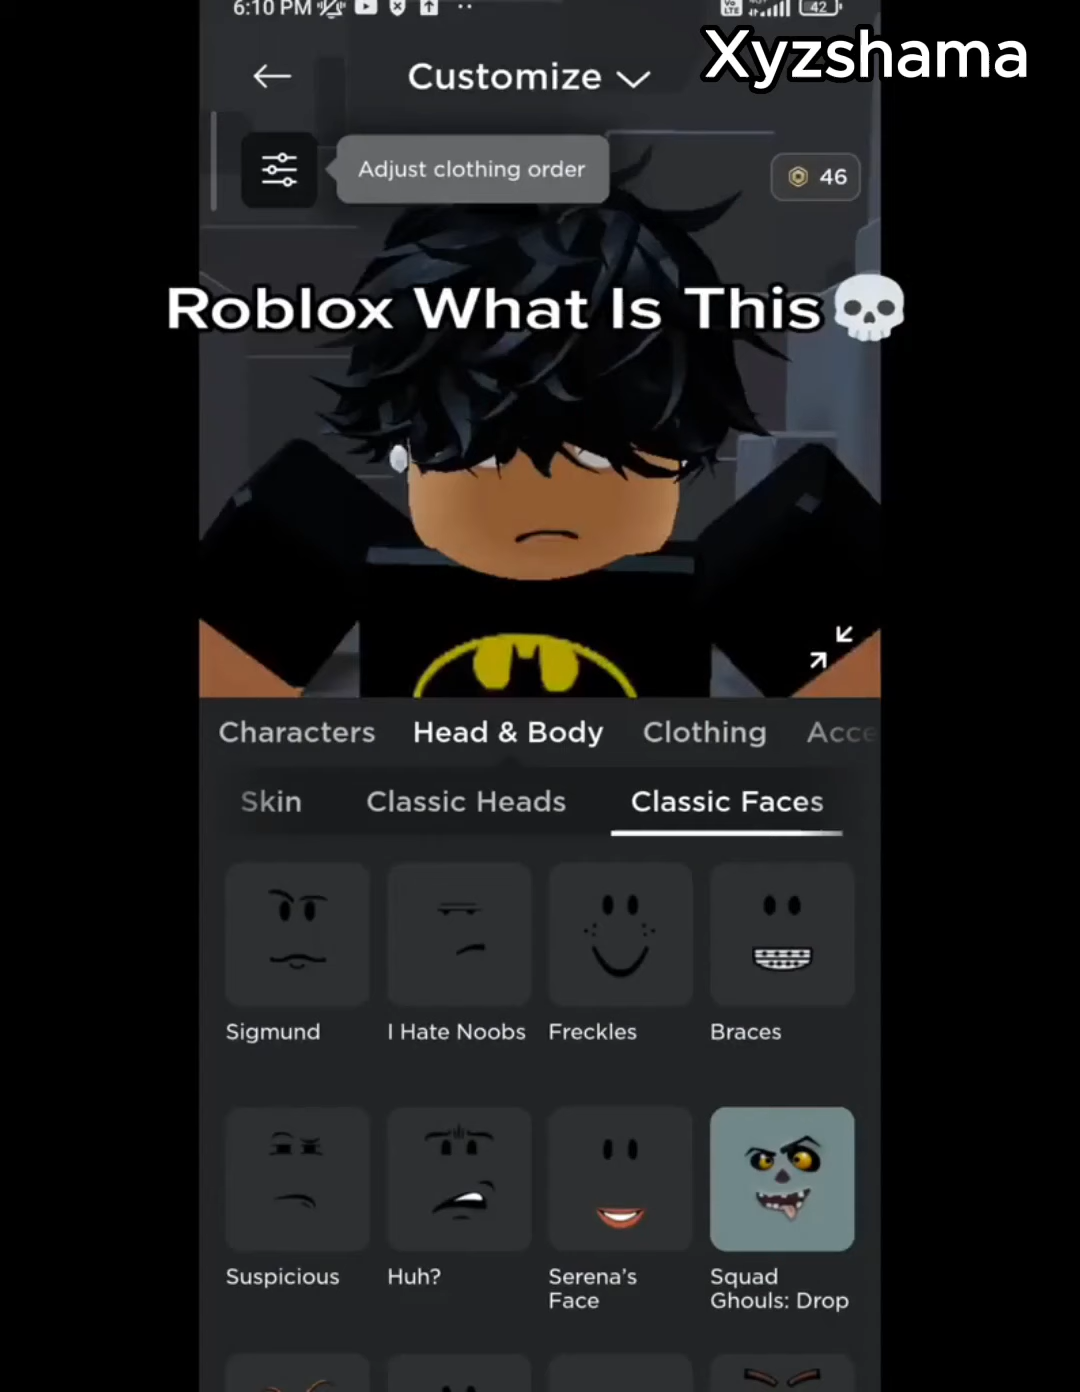 6:10 PM
42
Xyzshama
Customize
Adjust clothing order
46
Roblox What Is This💀
Characters Head & Body Clothing Acce
Skin Classic Heads Classic Faces
Sigmund I Hate Noobs Freckles Braces
Suspicious Huh? Serena's Face Squad Ghouls: Drop